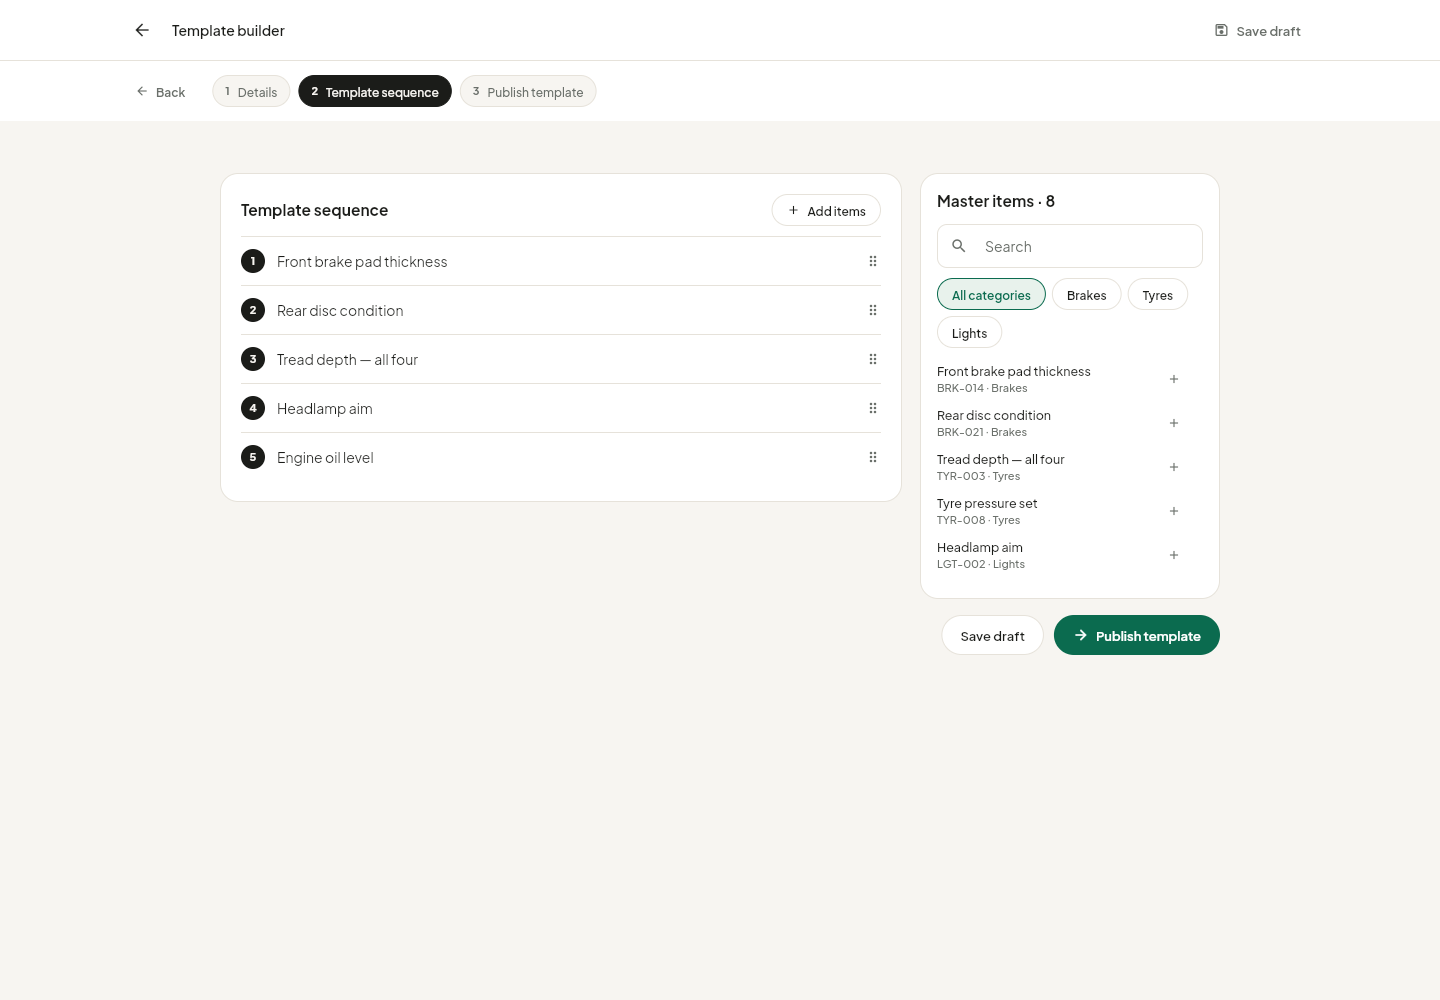 Template builder
Save draft
Back
1 Details
2 Template sequence
3 Publish template
Template sequence
Add items
1 Front brake pad thickness
2 Rear disc condition
3 Tread depth — all four
4 Headlamp aim
5 Engine oil level
Master items · 8
Search
All categories
Brakes
Tyres
Lights
Front brake pad thickness
BRK-014 · Brakes
Rear disc condition
BRK-021 · Brakes
Tread depth — all four
TYR-003 · Tyres
Tyre pressure set
TYR-008 · Tyres
Headlamp aim
LGT-002 · Lights
Save draft
Publish template